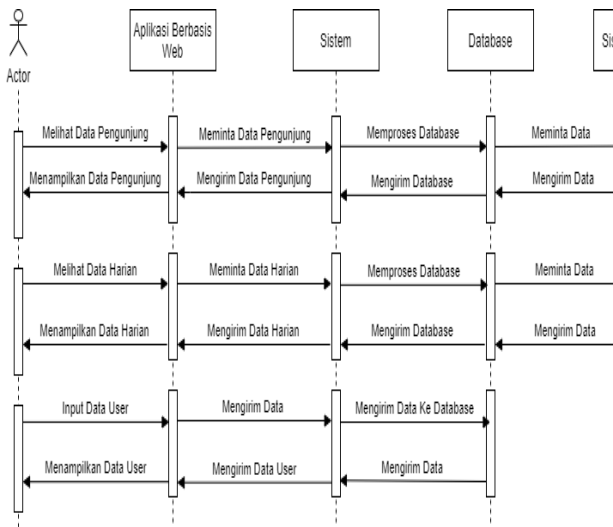 Aplikasi Berbasis
Web
Sistem
Database
Actor
Melihat Data Pengunjung
Meminta Data Pengunjung
Memproses Database
Meminta Data
Menampilkan Data Pengunjung
Mengirim Data Pengunjung
Mengirim Database
Mengirim Data
Melihat Data Harian
Meminta Data Harian
Memproses Database
Meminta Data
Menampilkan Data Harian
Mengirim Data Harian
Mengirim Database
Mengirim Data
Input Data User
Mengirim Data
Mengirim Data Ke Database
Menampilkan Data User
Mengirim Data User
Mengirim Data